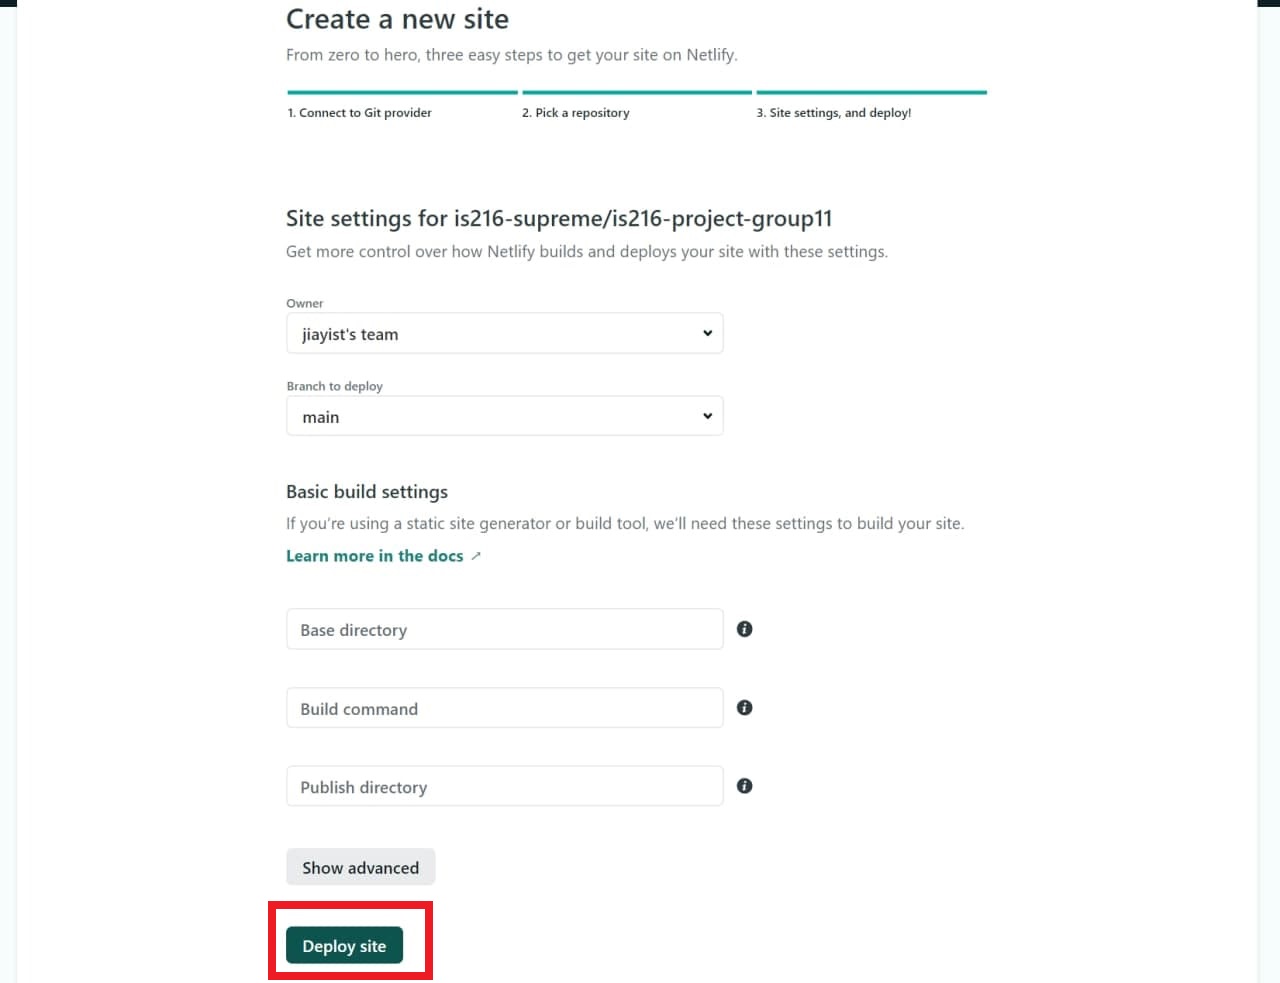 Create a new site
From zero to hero, three easy steps to get your site on Netlify.
1. Connect to Git provider
2. Pick a repository
3. Site settings, and deploy!
Site settings for is216-supreme/is216-project-group11
Get more control over how Netlify builds and deploys your site with these settings.
Owner
jiayist's team
Branch to deploy
main
Basic build settings
If you're using a static site generator or build tool, we'll need these settings to build your site.
Learn more in the docs ↗
Base directory
Build command
Publish directory
Show advanced
Deploy site